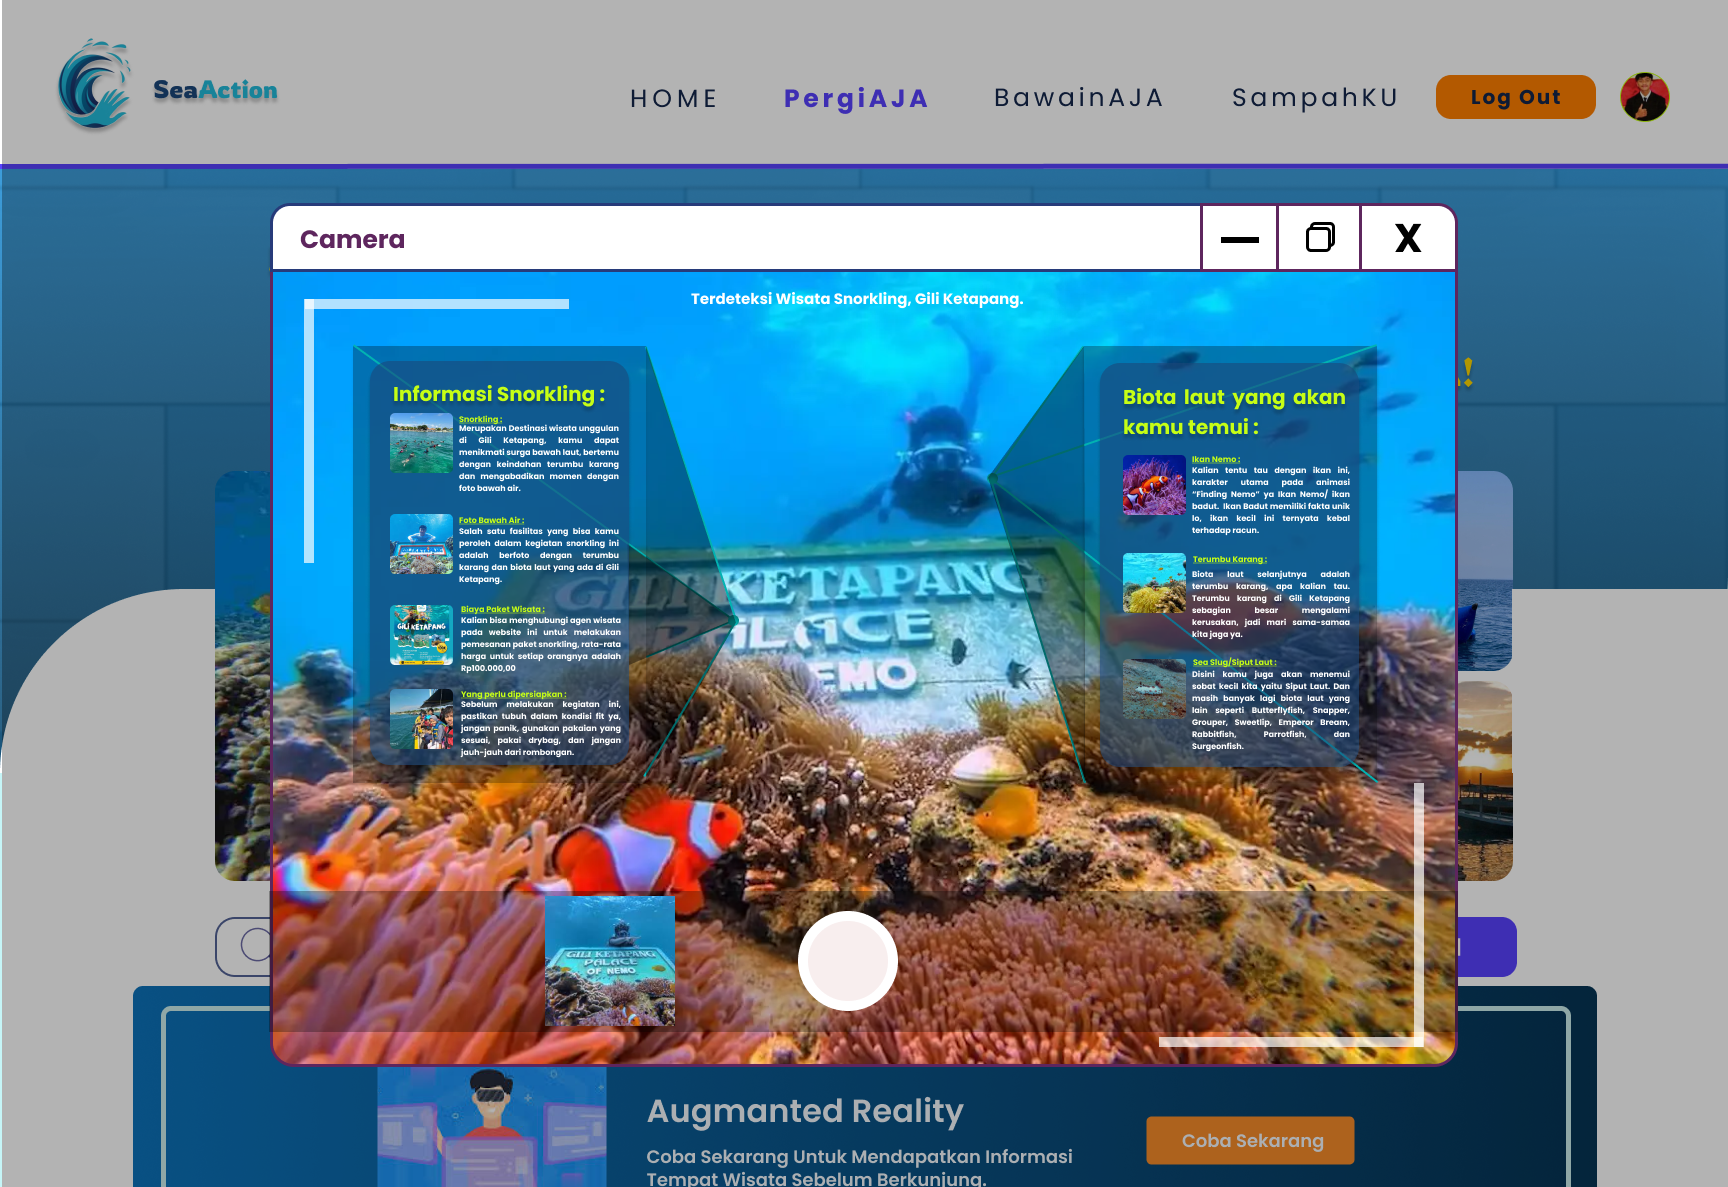 SeaAction
HOME
PergiAJA
BawainAJA
SampahKU
Log Out
Camera
X
Terdeteksi Wisata Snorkling, Gili Ketapang.
Informasi Snorkling :
Snorkling :
Merupakan Destinasi wisata unggulan
di Gili Ketapang, kamu dapat
menikmati surga bawah laut, bertemu
dengan keindahan terumbu karang
dan mengabadikan momen dengan
foto bawah air.
Foto Bawah Air :
Salah satu fasilitas yang bisa kamu
peroleh dalam kegiatan snorkling ini
adalah berfoto dengan terumbu
karang dan biota laut yang ada di Gili
Ketapang.
GILI KETAPANG
Biaya Paket Wisata :
Kalian bisa menghubungi agen wisata
pada website ini untuk melakukan
pemesanan paket snorkling, rata-rata
harga untuk setiap orangnya adalah
Rp100.000,00
Yang perlu dipersiapkan :
Sebelum melakukan kegiatan ini,
pastikan tubuh dalam kondisi fit ya,
jangan panik, gunakan pakaian yang
sesuai, pakai drybag, dan jangan
jauh-jauh dari rombongan.
GILI KETAPANG
PALACE
NEMO
Biota laut yang akan
kamu temui :
Ikan Nemo :
Kalian tentu tau dengan ikan ini,
karakter utama pada animasi
"Finding Nemo" ya Ikan Nemo/ ikan
badut. Ikan Badut memiliki fakta unik
lo, ikan kecil ini ternyata kebal
terhadap racun.
Terumbu Karang :
Biota laut selanjutnya adalah
terumbu karang, apa kalian tau.
Terumbu karang di Gili Ketapang
sebagian besar mengalami
kerusakan, jadi mari sama-samaa
kita jaga ya.
Sea Slug/Siput Laut :
Disini kamu juga akan menemui
sobat kecil kita yaitu Siput Laut. Dan
masih banyak lagi biota laut yang
lain seperti Butterflyfish, Snapper,
Grouper, Sweetlip, Emperor Bream,
Rabbitfish, Parrotfish, dan
Surgeonfish.
!
GILI KETAPANG
PALACE
OF NEMO
Augmanted Reality
Coba Sekarang Untuk Mendapatkan Informasi
Tempat Wisata Sebelum Berkunjung.
Coba Sekarang